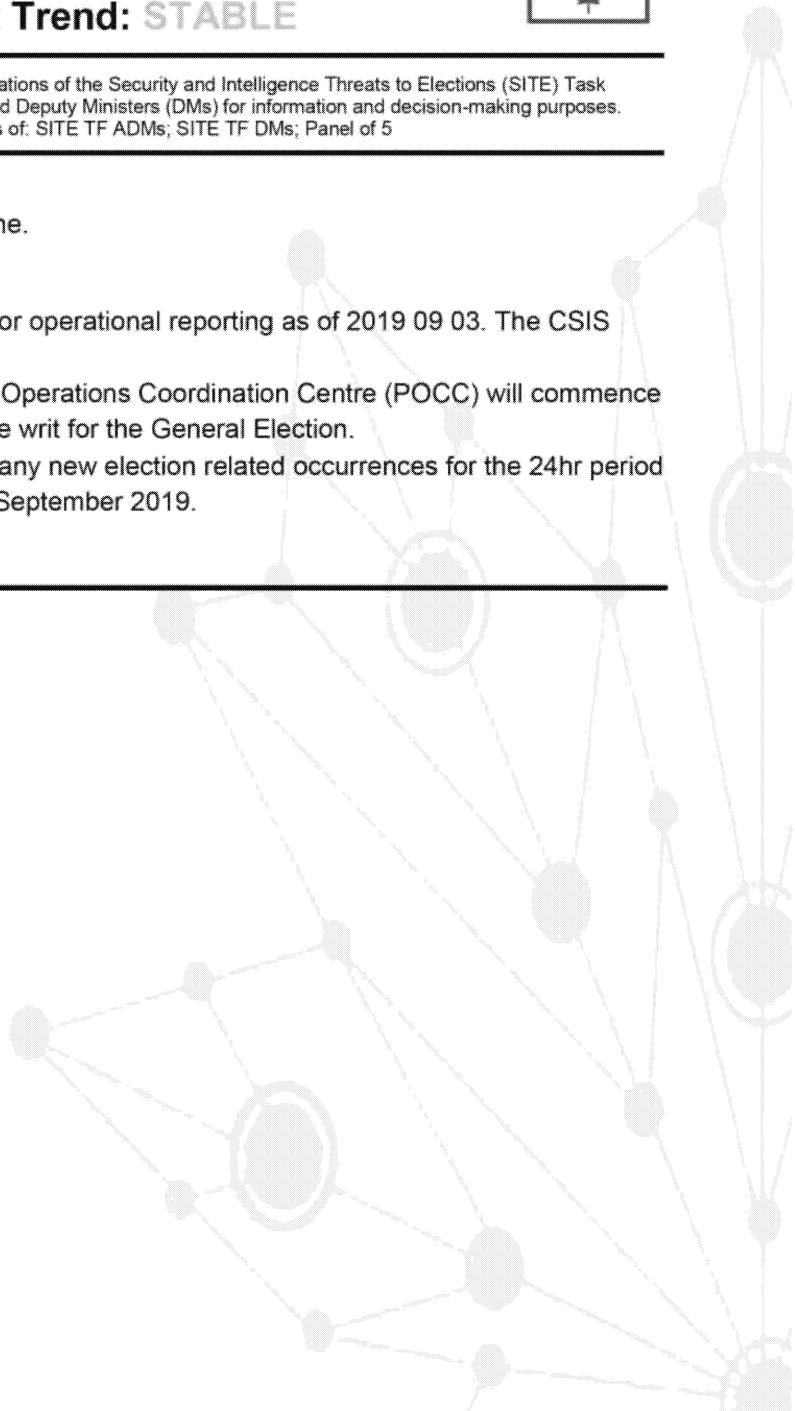 Trend: STABLE
ations of the Security and Intelligence Threats to Elections (SITE) Task
d Deputy Ministers (DMs) for information and decision-making purposes.
s of: SITE TF ADMs; SITE TF DMs; Panel of 5
ne.
or operational reporting as of 2019 09 03. The CSIS
Operations Coordination Centre (POCC) will commence
e writ for the General Election.
any new election related occurrences for the 24hr period
September 2019.